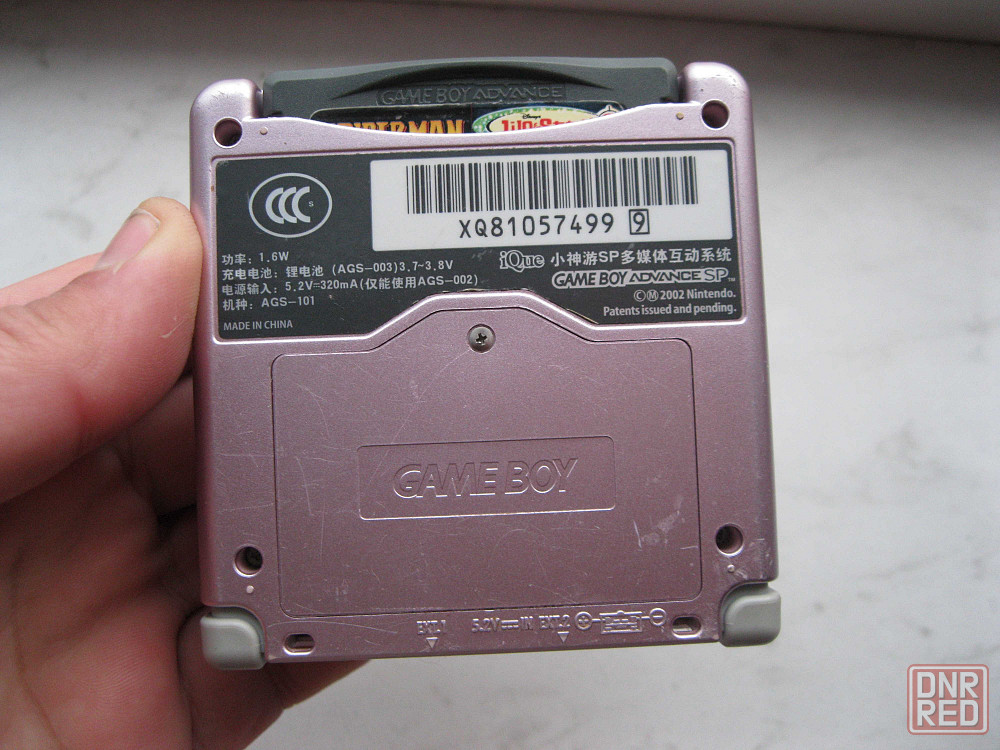 GAME BOY ADVANCE
Disney's
XQ81057499 9
CCC S
功率: 1.6W
充电电池: 锂电池 (AGS-003)3.7~3.8V
电源输入: 5.2V⎓320mA(仅能使用AGS-002)
机种: AGS-101
MADE IN CHINA
iQue 小神游SP多媒体互动系统
GAME BOY ADVANCE SP™
©Ⓜ 2002 Nintendo.
Patents issued and pending.
GAME BOY
EXT.1 5.2V⎓IN EXT.2
DNR
RED